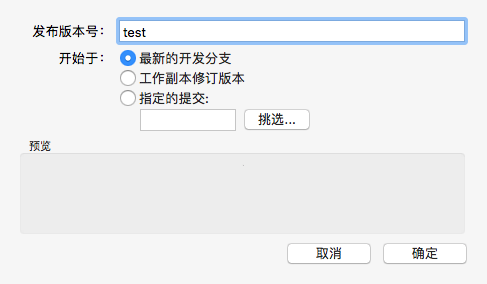 发布版本号： test
开始于： 最新的开发分支
工作副本修订版本
指定的提交:
挑选...
预览
取消 确定